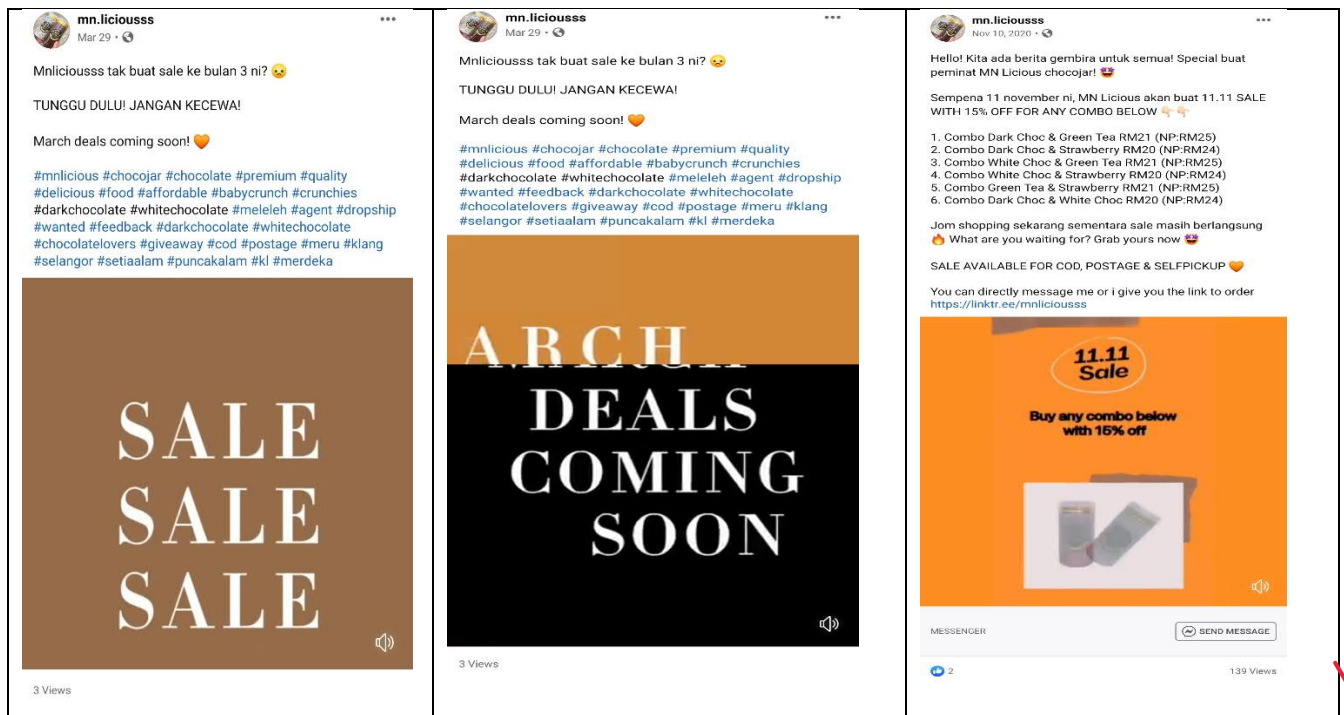 mn.liciousss
Mar 29 ·
Mnliciousss tak buat sale ke bulan 3 ni? 😞
TUNGGU DULU! JANGAN KECEWA!
March deals coming soon! 🧡
#mnlicious #chocojar #chocolate #premium #quality
#delicious #food #affordable #babycrunch #crunchies
#darkchocolate #whitechocolate #meleleh #agent #dropship
#wanted #feedback #darkchocolate #whitechocolate
#chocolatelovers #giveaway #cod #postage #meru #klang
#selangor #setiaalam #puncakalam #kl #merdeka
SALE
SALE
SALE
3 Views
mn.liciousss
Mar 29 ·
Mnliciousss tak buat sale ke bulan 3 ni? 😞
TUNGGU DULU! JANGAN KECEWA!
March deals coming soon! 🧡
#mnlicious #chocojar #chocolate #premium #quality
#delicious #food #affordable #babycrunch #crunchies
#darkchocolate #whitechocolate #meleleh #agent #dropship
#wanted #feedback #darkchocolate #whitechocolate
#chocolatelovers #giveaway #cod #postage #meru #klang
#selangor #setiaalam #puncakalam #kl #merdeka
ARCH
DEALS
COMING
SOON
3 Views
mn.liciousss
Nov 10, 2020 ·
Hello! Kita ada berita gembira untuk semua! Special buat
peminat MN Licious chocojar! 🤩
Sempena 11 november ni, MN Licious akan buat 11.11 SALE
WITH 15% OFF FOR ANY COMBO BELOW 👇🏻👇🏻
1. Combo Dark Choc & Green Tea RM21 (NP:RM25)
2. Combo Dark Choc & Strawberry RM20 (NP:RM24)
3. Combo White Choc & Green Tea RM21 (NP:RM25)
4. Combo White Choc & Strawberry RM20 (NP:RM24)
5. Combo Green Tea & Strawberry RM21 (NP:RM25)
6. Combo Dark Choc & White Choc RM20 (NP:RM24)
Jom shopping sekarang sementara sale masih berlangsung
🔥 What are you waiting for? Grab yours now 🤩
SALE AVAILABLE FOR COD, POSTAGE & SELFPICKUP 🧡
You can directly message me or i give you the link to order
https://linktr.ee/mnliciousss
11.11
Sale
Buy any combo below
with 15% off
MESSENGER
SEND MESSAGE
2
139 Views